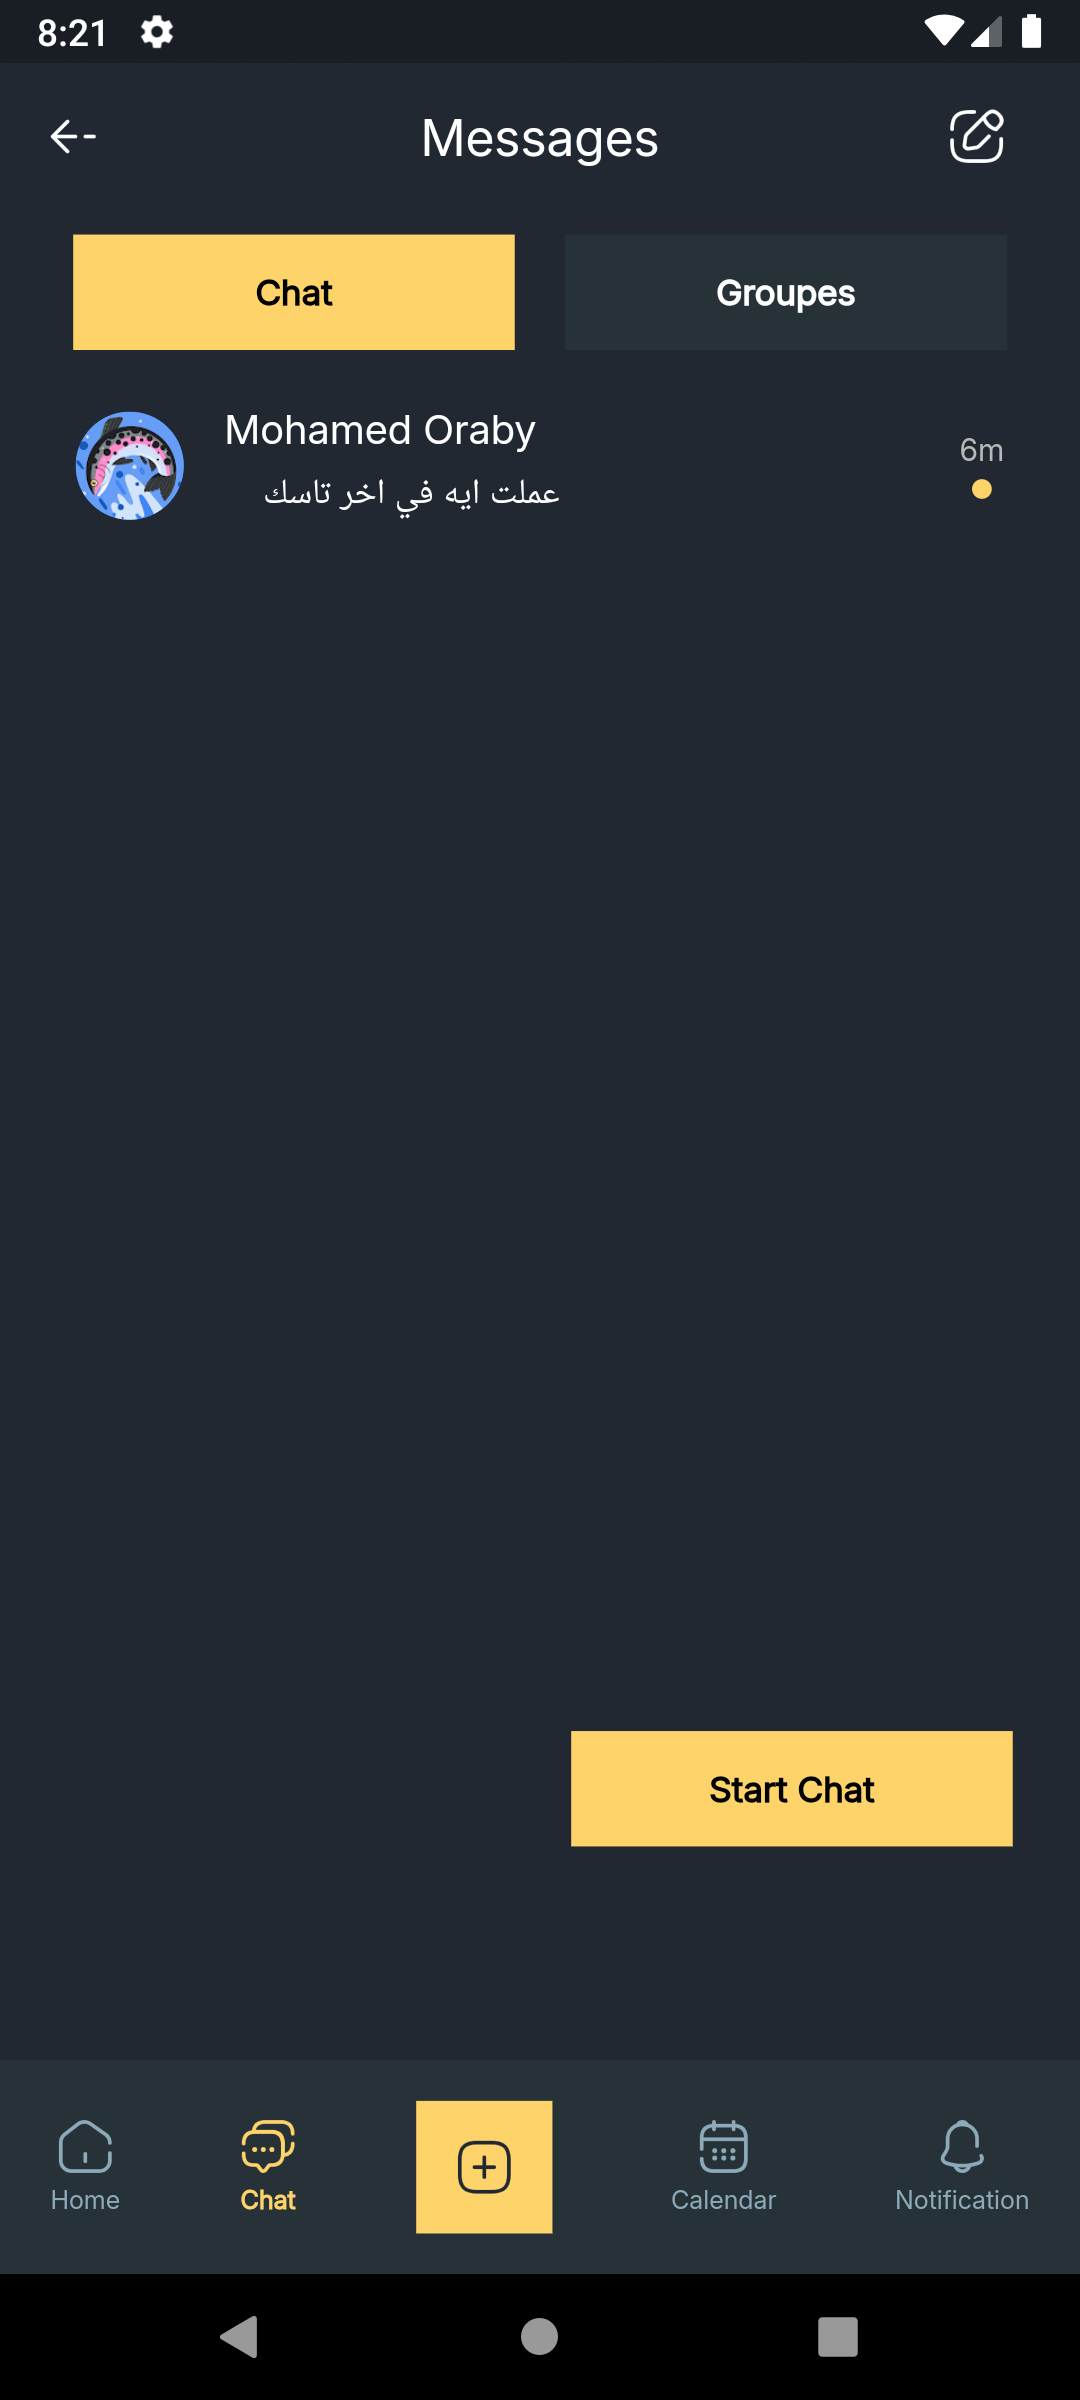 8:21
Messages
Chat
Groupes
Mohamed Oraby
6m
عملت ايه في اخر تاسك
Start Chat
Home
Chat
Calendar
Notification